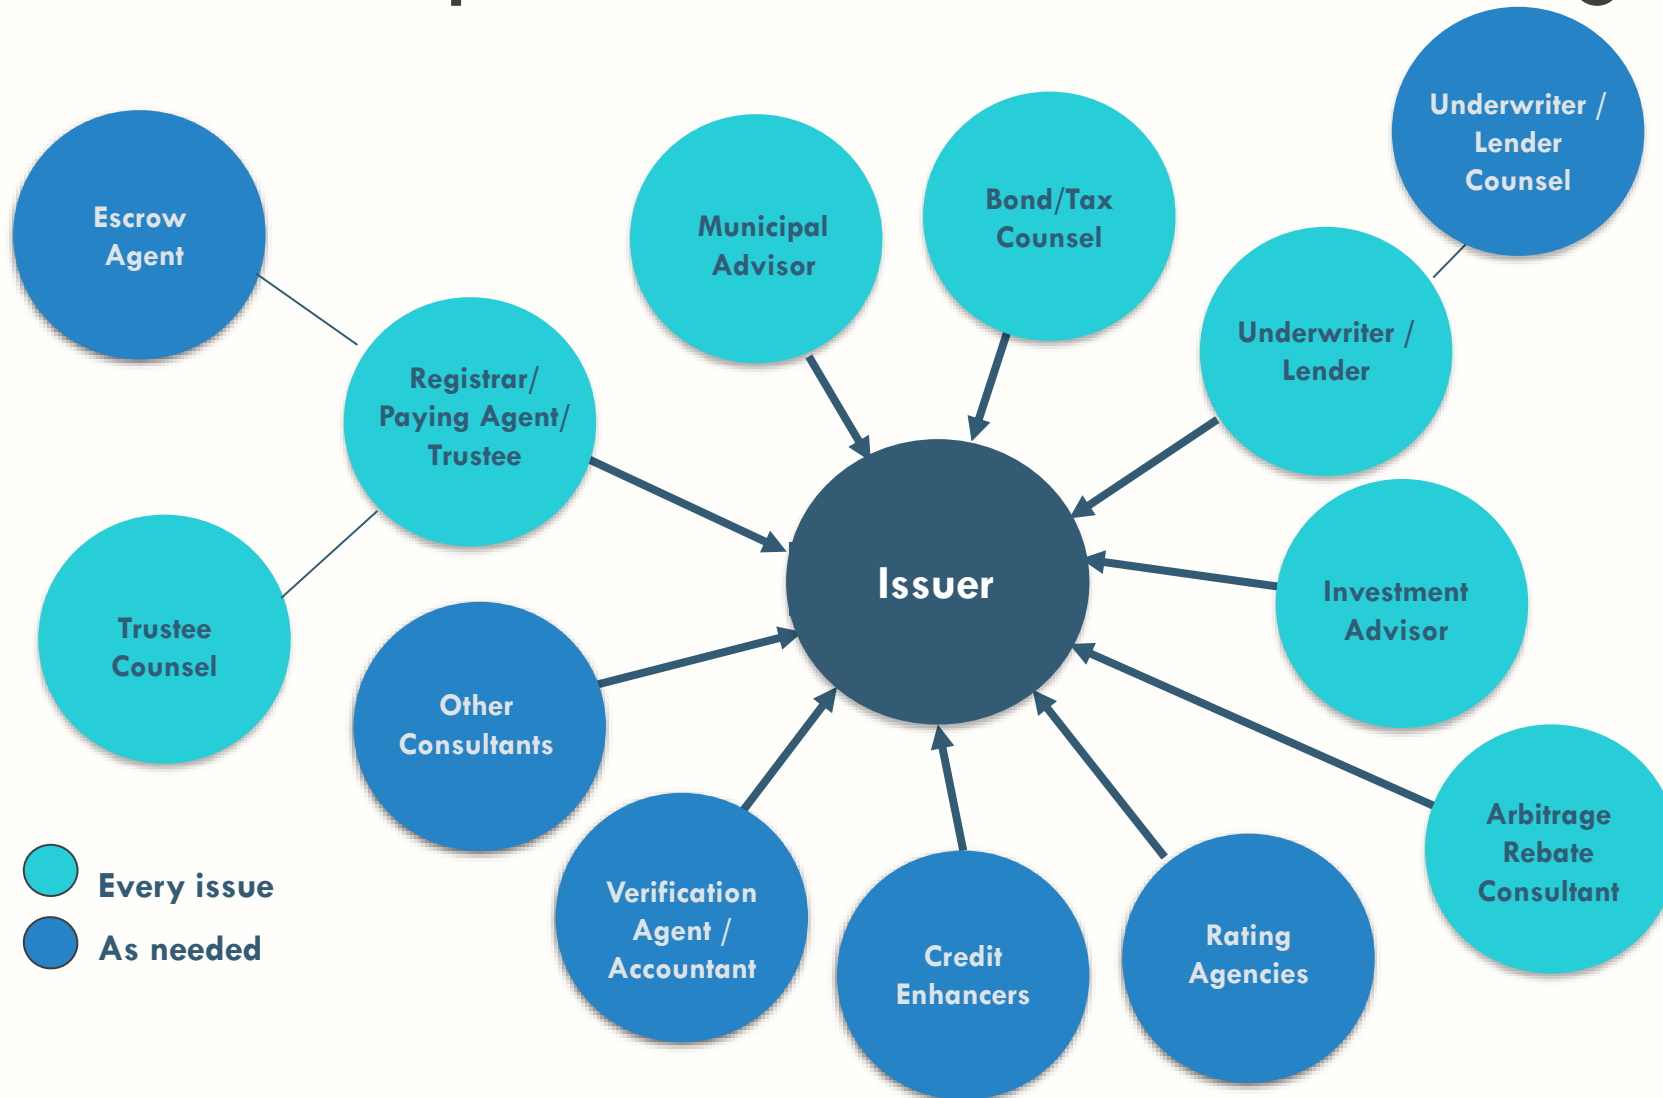 Underwriter /
Lender
Counsel
Bond/Tax
Counsel
Municipal
Advisor
Escrow
Agent
Underwriter /
Lender
Registrar/
Paying Agent/
Trustee
Issuer
Investment
Advisor
Trustee
Counsel
Other
Consultants
Arbitrage
Rebate
Consultant
Verification
Agent /
Accountant
Credit
Enhancers
Rating
Agencies
Every issue
As needed